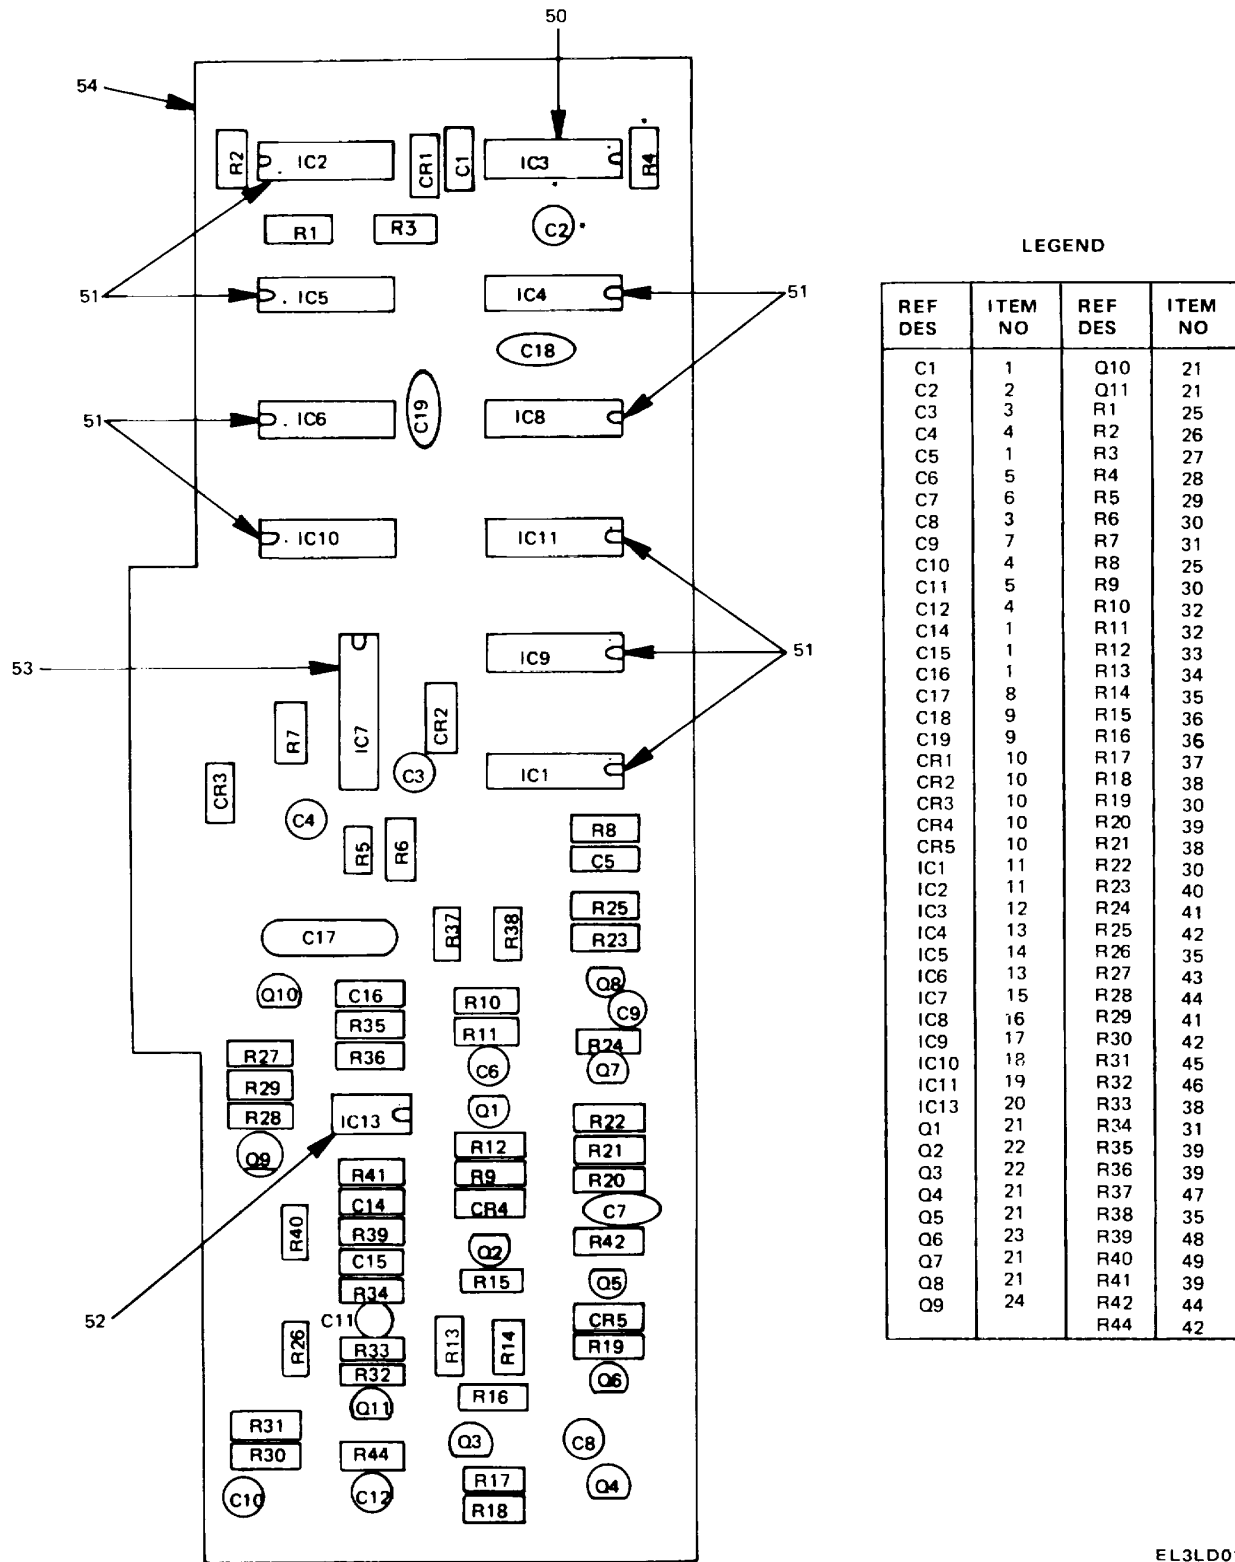 50
54
R2
IC2
CR1
C1
IC3
R4
R1
R3
C2
51
IC5
IC4
51
C18
51
IC6
C19
IC8
IC10
IC11
53
IC9
51
R7
IC7
CR2
CR3
C3
IC1
C4
R5
R6
R8
C5
R25
C17
R37
R38
R23
Q10
C16
R10
Q8
C9
R35
R11
R24
R27
R36
C6
Q7
R29
R28
IC13
Q1
R22
Q9
R12
R21
R41
R9
R20
C14
CR4
C7
R40
R39
Q2
R42
C15
R15
Q5
R34
52
C11
R26
R33
R13
R14
CR5
R19
R32
Q6
R16
Q11
R31
Q3
C8
R30
R44
R17
Q4
C10
C12
R18
LEGEND
REF DES ITEM NO REF DES ITEM NO
C1 1 Q10 21
C2 2 Q11 21
C3 3 R1 25
C4 4 R2 26
C5 1 R3 27
C6 5 R4 28
C7 6 R5 29
C8 3 R6 30
C9 7 R7 31
C10 4 R8 25
C11 5 R9 30
C12 4 R10 32
C14 1 R11 32
C15 1 R12 33
C16 1 R13 34
C17 8 R14 35
C18 9 R15 36
C19 9 R16 36
CR1 10 R17 37
CR2 10 R18 38
CR3 10 R19 30
CR4 10 R20 39
CR5 10 R21 38
IC1 11 R22 30
IC2 11 R23 40
IC3 12 R24 41
IC4 13 R25 42
IC5 14 R26 35
IC6 13 R27 43
IC7 15 R28 44
IC8 16 R29 41
IC9 17 R30 42
IC10 18 R31 45
IC11 19 R32 46
IC13 20 R33 38
Q1 21 R34 31
Q2 22 R35 39
Q3 22 R36 39
Q4 21 R37 47
Q5 21 R38 35
Q6 23 R39 48
Q7 21 R40 49
Q8 21 R41 39
Q9 24 R42 44
R44 42